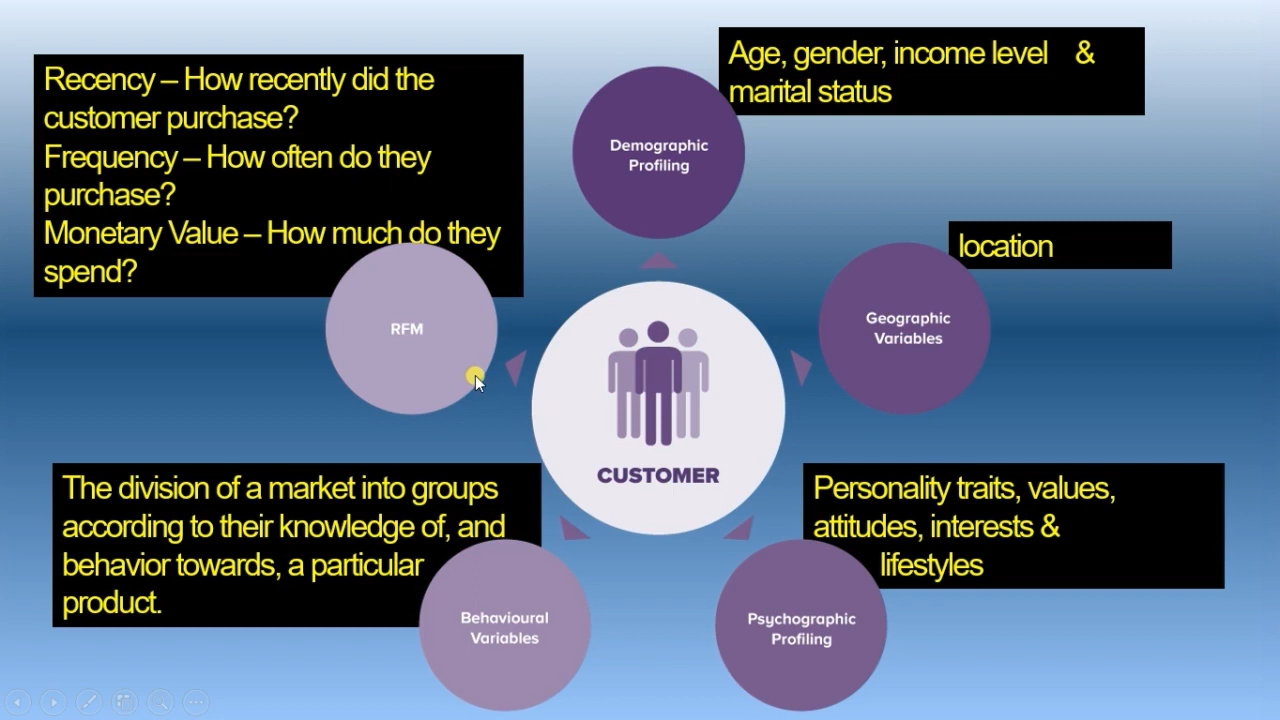 Age, gender, income level &
marital status
Recency – How recently did the
customer purchase?
Frequency – How often do they
purchase?
Monetary Value – How much do they
spend?
Demographic
Profiling
location
Geographic
Variables
RFM
CUSTOMER
The division of a market into groups
according to their knowledge of, and
behavior towards, a particular
product.
Personality traits, values,
attitudes, interests &
lifestyles
Behavioural
Variables
Psychographic
Profiling